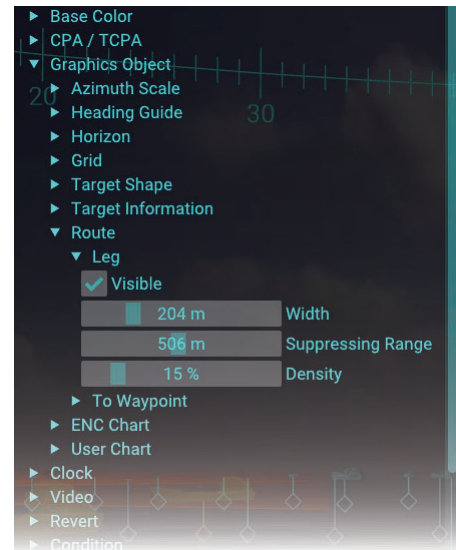 Base Color
CPA / TCPA
Graphics Object
20
Azimuth Scale
Heading Guide
30
Horizon
Grid
Target Shape
Target Information
Route
Leg
Visible
204 m Width
506 m Suppressing Range
15 % Density
To Waypoint
ENC Chart
User Chart
Clock
Video
Revert
Condition